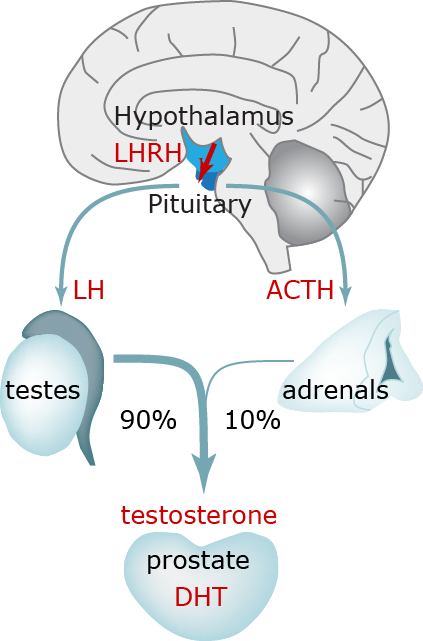 Hypothalamus
LHRH
Pituitary
LH
ACTH
testes
adrenals
90%
10%
testosterone
prostate
DHT